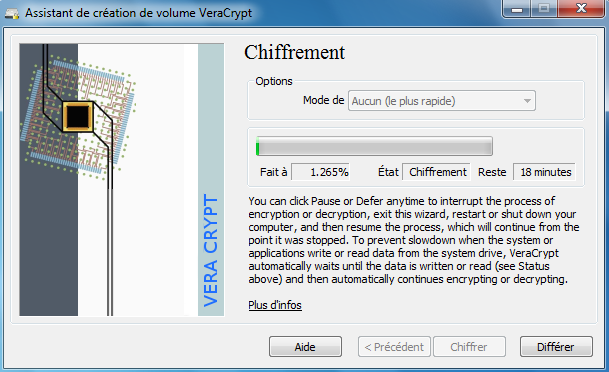 Assistant de création de volume VeraCrypt
Chiffrement
Options
Mode de Aucun (le plus rapide)
Fait à 1.265% État Chiffrement Reste 18 minutes
You can click Pause or Defer anytime to interrupt the process of
encryption or decryption, exit this wizard, restart or shut down your
computer, and then resume the process, which will continue from the
point it was stopped. To prevent slowdown when the system or
applications write or read data from the system drive, VeraCrypt
automatically waits until the data is written or read (see Status
above) and then automatically continues encrypting or decrypting.
Plus d'infos
VERA CRYPT
Aide < Précédent Chiffrer Différer